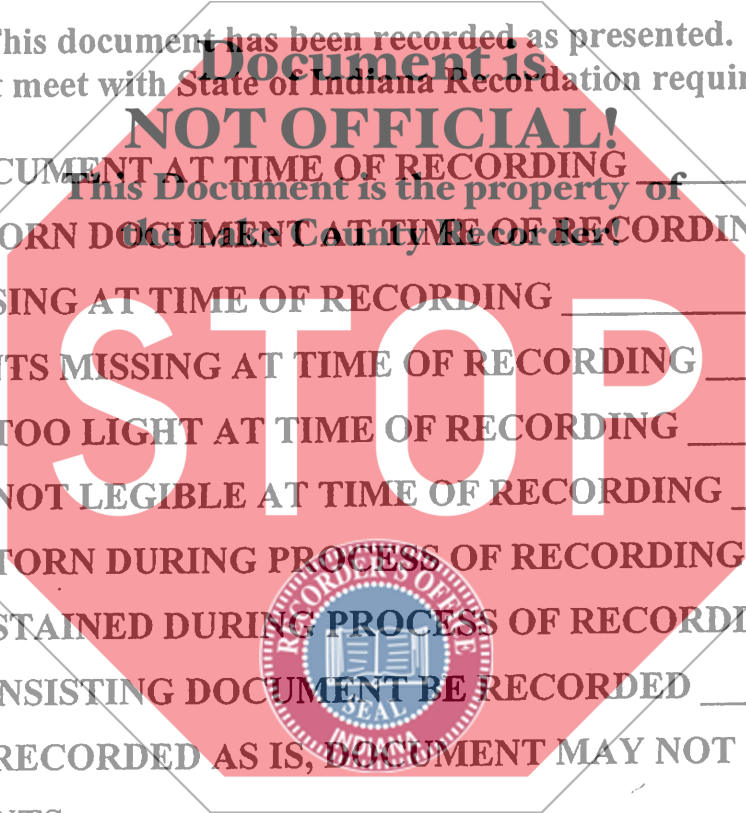 This document has been recorded as presented.
Document is
t meet with State of Indiana Recordation requir
NOT OFFICIAL!
CUMENT AT TIME OF RECORDING
This Document is the property of
ORN DOCUMENT AT TIME OF RECORDIN
the Lake County Recorder!
SING AT TIME OF RECORDING
STOP
NTS MISSING AT TIME OF RECORDING
TOO LIGHT AT TIME OF RECORDING
NOT LEGIBLE AT TIME OF RECORDING
TORN DURING PROCESS OF RECORDING
RECORDER'S OFFICE
STAINED DURING PROCESS OF RECORDI
NSISTING DOCUMENT BE RECORDED
SEAL
INDIANA
RECORDED AS IS, DOCUMENT MAY NOT